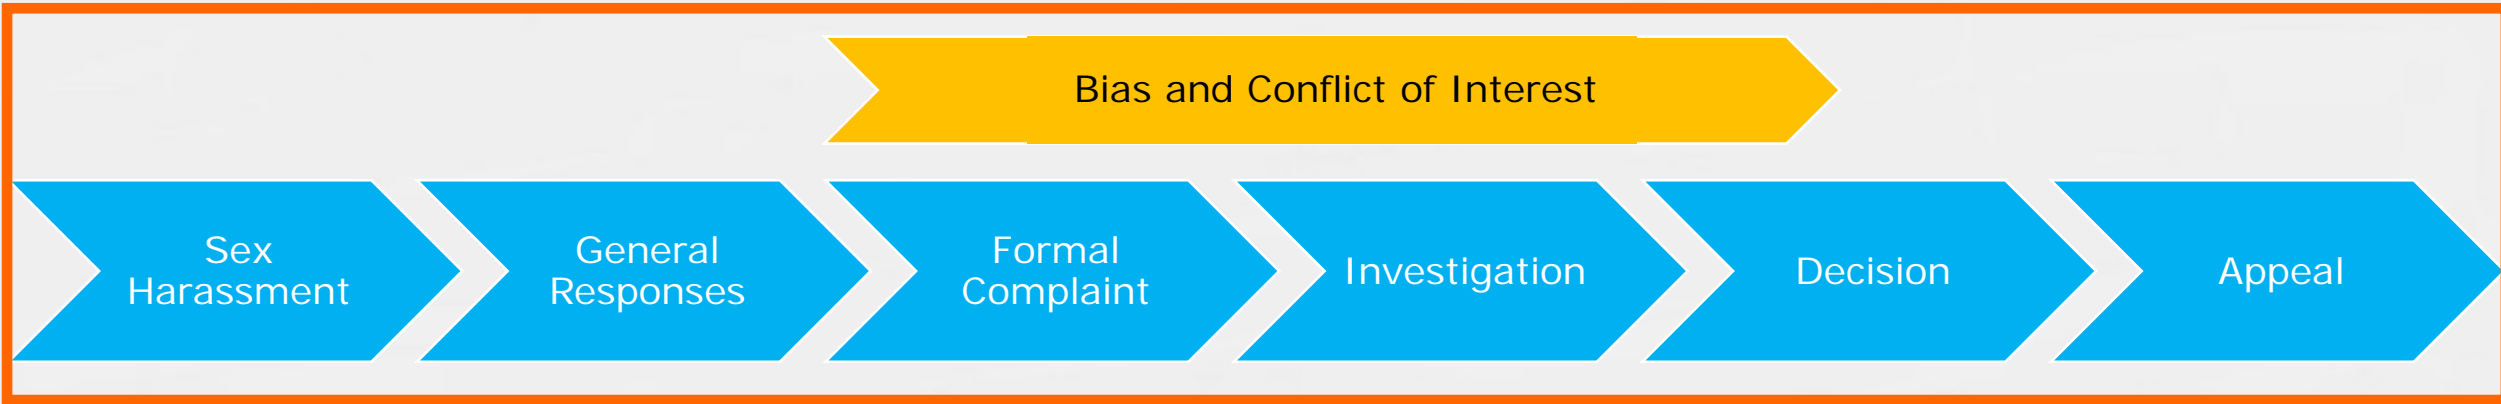 Bias and Conflict of Interest
Sex
Harassment
General
Responses
Formal
Complaint
Investigation
Decision
Appeal